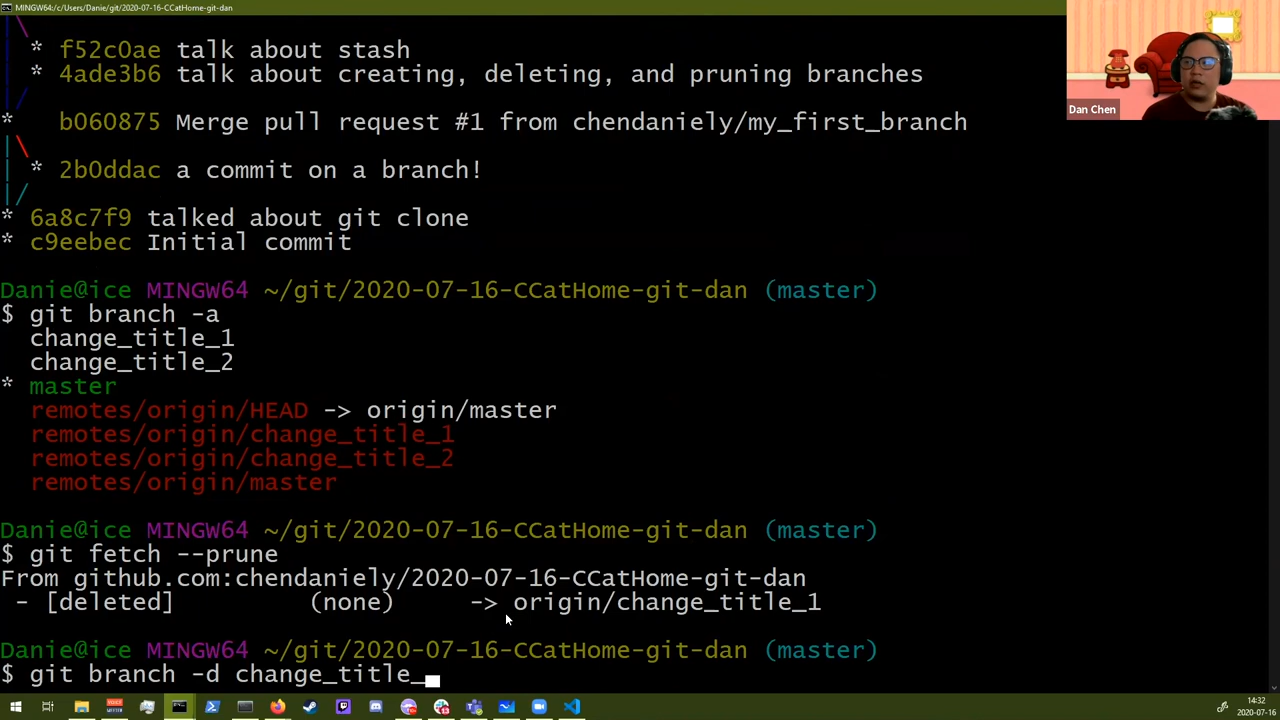 MINGW64:/c/Users/Danie/git/2020-07-16-CCatHome-git-dan
* f52c0ae talk about stash
* 4ade3b6 talk about creating, deleting, and pruning branches
* b060875 Merge pull request #1 from chendaniely/my_first_branch
* 2b0ddac a commit on a branch!
* 6a8c7f9 talked about git clone
* c9eebec Initial commit
Dan Chen
Danie@ice MINGW64 ~/git/2020-07-16-CCatHome-git-dan (master)
$ git branch -a
change_title_1
change_title_2
* master
remotes/origin/HEAD -> origin/master
remotes/origin/change_title_1
remotes/origin/change_title_2
remotes/origin/master
Danie@ice MINGW64 ~/git/2020-07-16-CCatHome-git-dan (master)
$ git fetch --prune
From github.com:chendaniely/2020-07-16-CCatHome-git-dan
- [deleted] (none) -> origin/change_title_1
Danie@ice MINGW64 ~/git/2020-07-16-CCatHome-git-dan (master)
$ git branch -d change_title_
14:32
2020-07-16